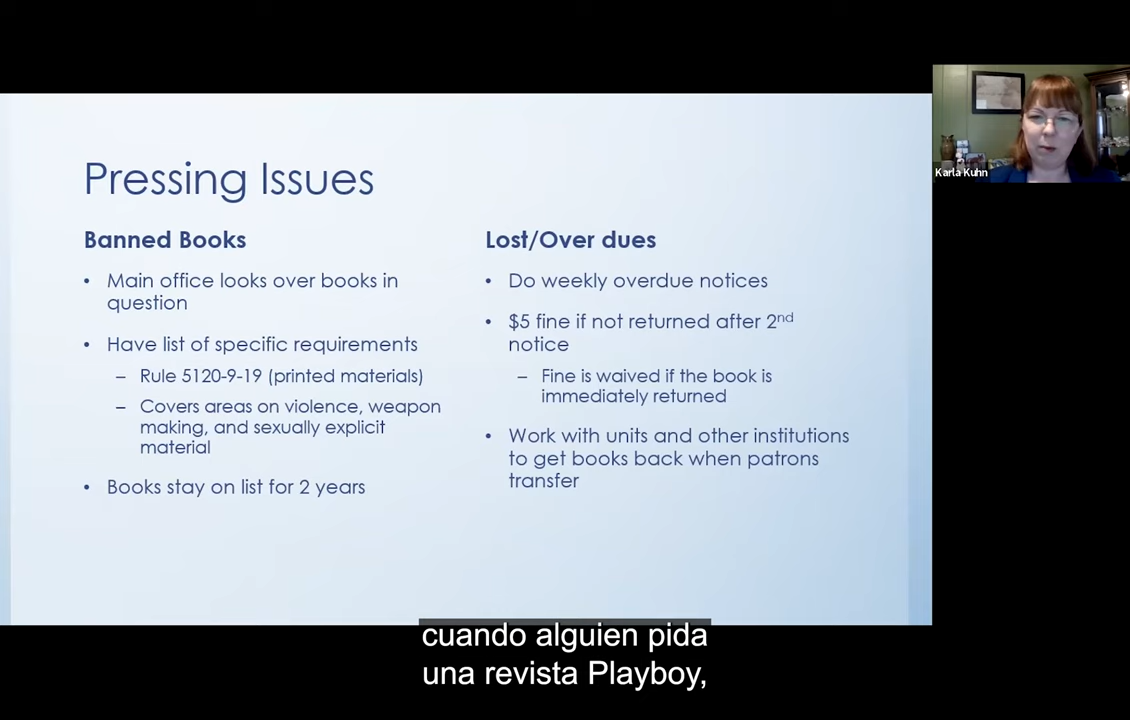 Pressing Issues
Banned Books
• Main office looks over books in
question
• Have list of specific requirements
– Rule 5120-9-19 (printed materials)
– Covers areas on violence, weapon
making, and sexually explicit
material
• Books stay on list for 2 years
Lost/Over dues
• Do weekly overdue notices
• $5 fine if not returned after 2nd
notice
– Fine is waived if the book is
immediately returned
• Work with units and other institutions
to get books back when patrons
transfer
Karla Kuhn
cuando alguien pida
una revista Playboy,